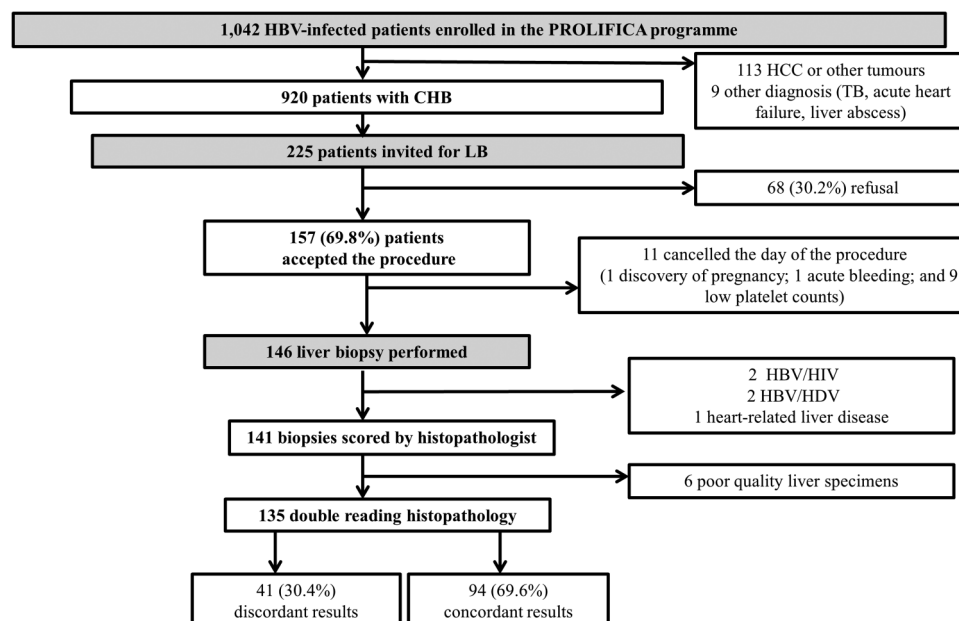 1,042 HBV-infected patients enrolled in the PROLIFICA programme
113 HCC or other tumours
9 other diagnosis (TB, acute heart
failure, liver abscess)
920 patients with CHB
225 patients invited for LB
68 (30.2%) refusal
157 (69.8%) patients
accepted the procedure
11 cancelled the day of the procedure
(1 discovery of pregnancy; 1 acute bleeding; and 9
low platelet counts)
146 liver biopsy performed
2 HBV/HIV
2 HBV/HDV
1 heart-related liver disease
141 biopsies scored by histopathologist
6 poor quality liver specimens
135 double reading histopathology
41 (30.4%)
discordant results
94 (69.6%)
concordant results